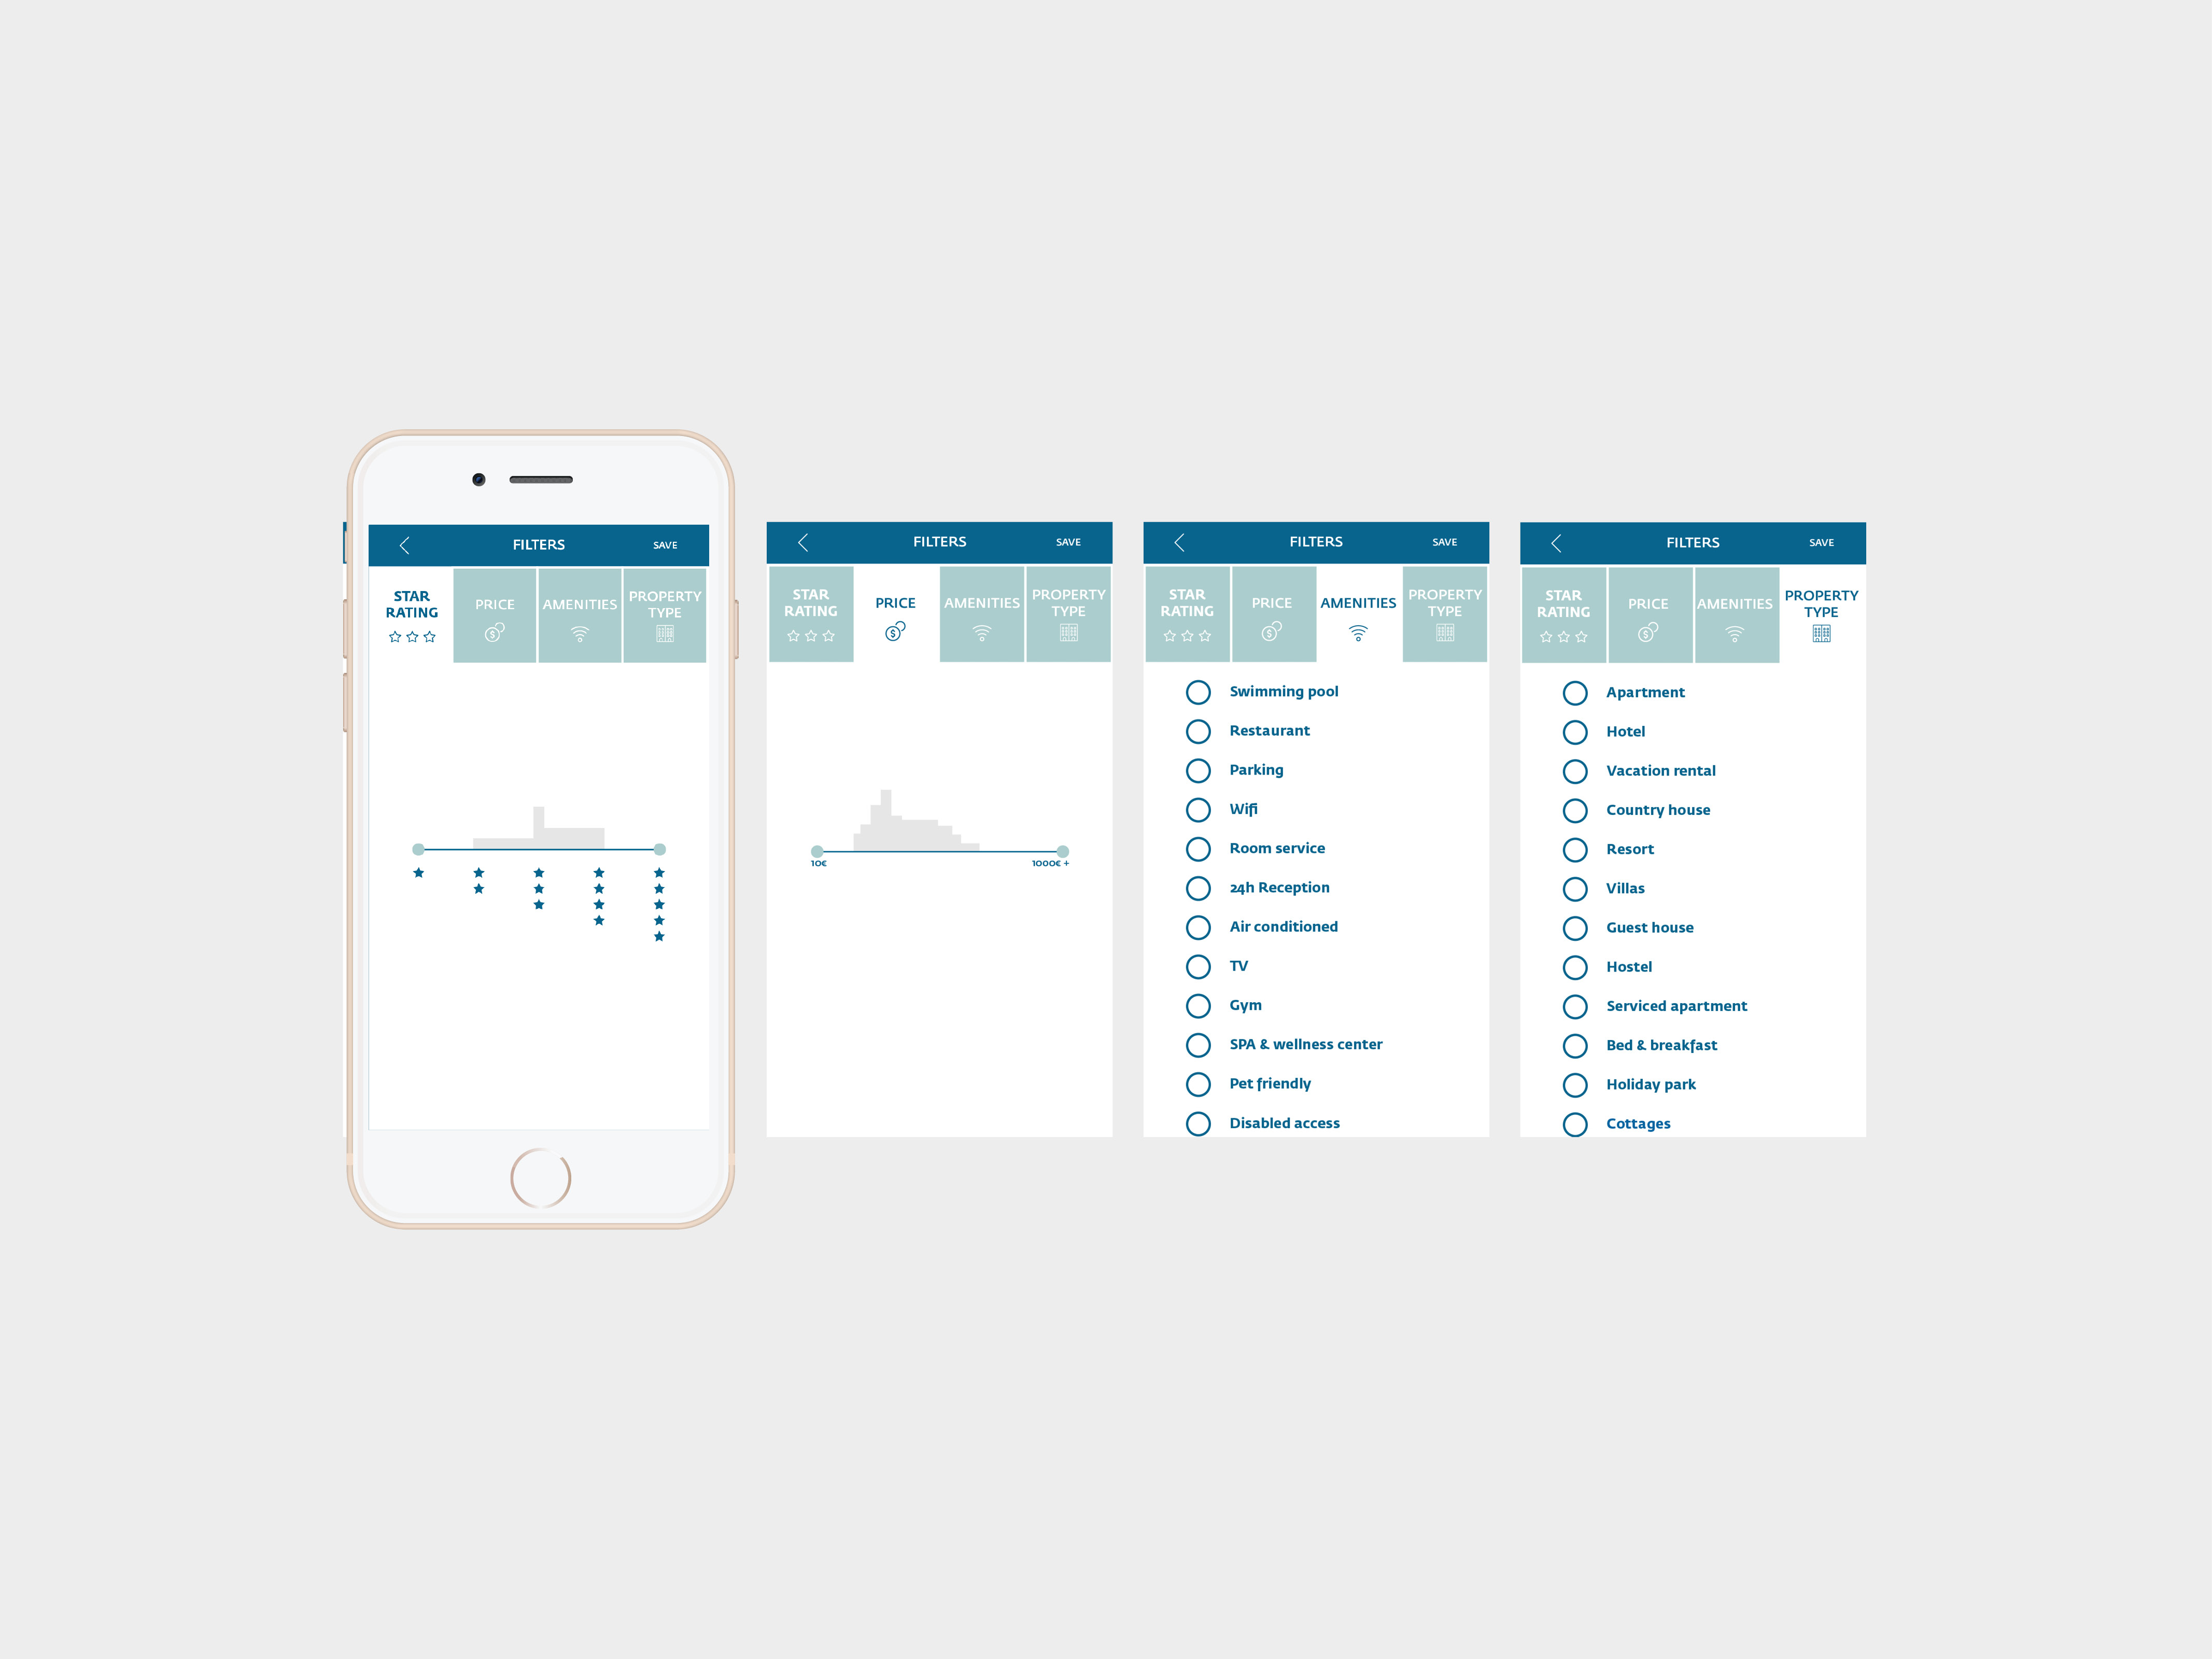 FILTERS
SAVE
STAR
RATING
PRICE
AMENITIES
PROPERTY
TYPE
FILTERS
SAVE
STAR
RATING
PRICE
AMENITIES
PROPERTY
TYPE
10€
1000€ +
FILTERS
SAVE
STAR
RATING
PRICE
AMENITIES
PROPERTY
TYPE
Swimming pool
Restaurant
Parking
Wifi
Room service
24h Reception
Air conditioned
TV
Gym
SPA & wellness center
Pet friendly
Disabled access
FILTERS
SAVE
STAR
RATING
PRICE
AMENITIES
PROPERTY
TYPE
Apartment
Hotel
Vacation rental
Country house
Resort
Villas
Guest house
Hostel
Serviced apartment
Bed & breakfast
Holiday park
Cottages